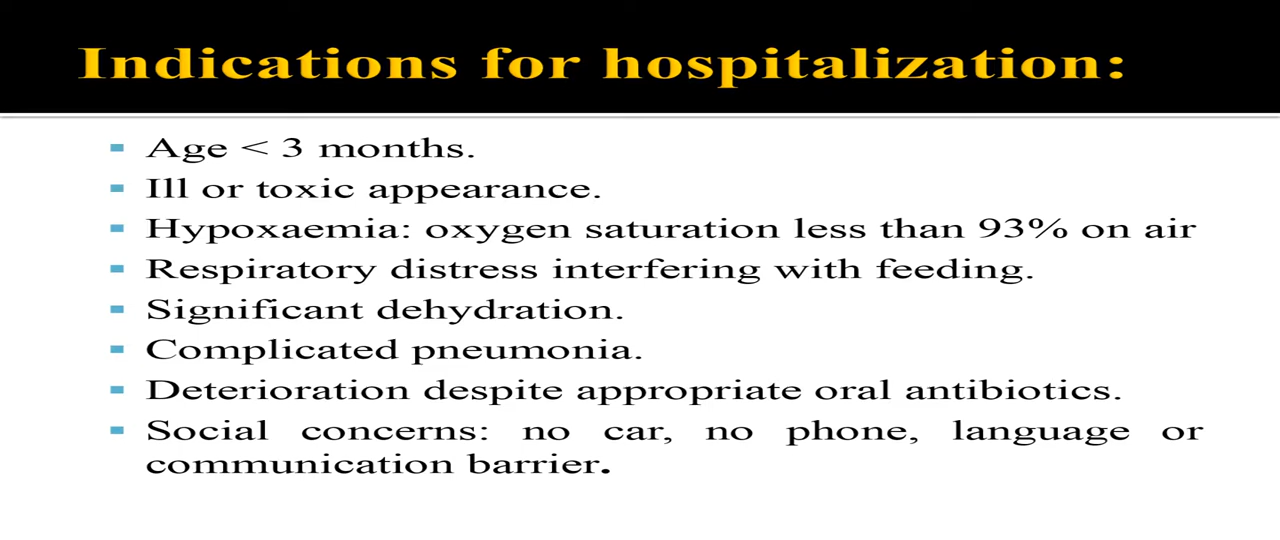 Indications for hospitalization:
Age < 3 months.
Ill or toxic appearance.
Hypoxaemia: oxygen saturation less than 93% on air
Respiratory distress interfering with feeding.
Significant dehydration.
Complicated pneumonia.
Deterioration despite appropriate oral antibiotics.
Social concerns: no car, no phone, language or
communication barrier.